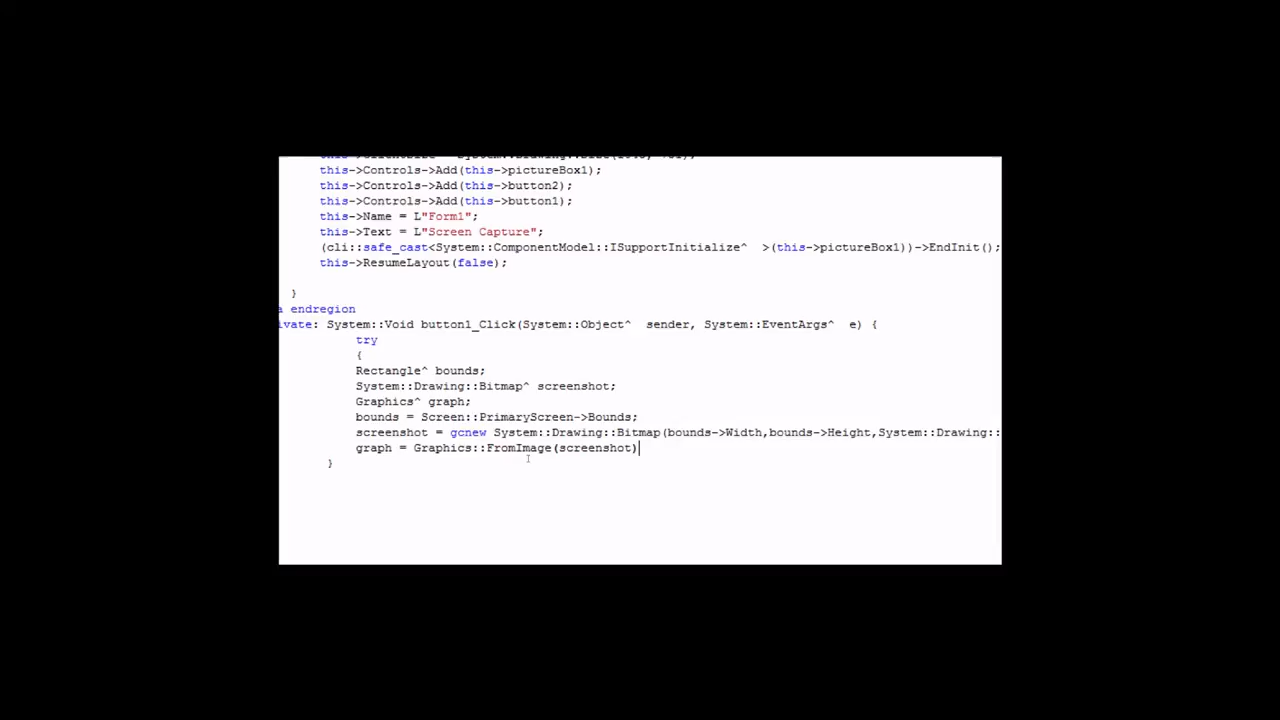 this->Controls->Add(this->pictureBox1);
this->Controls->Add(this->button2);
this->Controls->Add(this->button1);
this->Name = L"Form1";
this->Text = L"Screen Capture";
(cli::safe_cast<System::ComponentModel::ISupportInitialize^  >(this->pictureBox1))->EndInit();
this->ResumeLayout(false);
}
a endregion
ivate: System::Void button1_Click(System::Object^  sender, System::EventArgs^  e) {
try
{
Rectangle^ bounds;
System::Drawing::Bitmap^ screenshot;
Graphics^ graph;
bounds = Screen::PrimaryScreen->Bounds;
screenshot = gcnew System::Drawing::Bitmap(bounds->Width,bounds->Height,System::Drawing::
graph = Graphics::FromImage(screenshot)
}